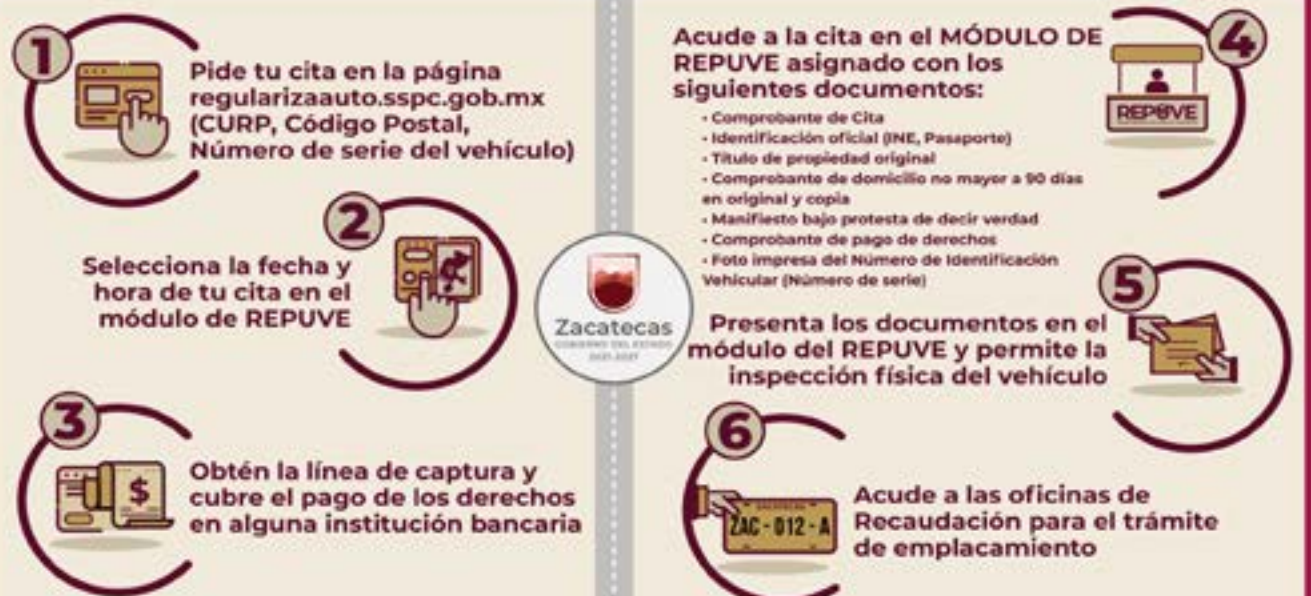 1
Pide tu cita en la página
regularizaauto.sspc.gob.mx
(CURP, Código Postal,
Número de serie del vehículo)
2
Selecciona la fecha y
hora de tu cita en el
módulo de REPUVE
3
$
Obtén la línea de captura y
cubre el pago de los derechos
en alguna institución bancaria
Zacatecas
GOBIERNO DEL ESTADO
2021-2027
4
Acude a la cita en el MÓDULO DE
REPUVE asignado con los
siguientes documentos:
• Comprobante de Cita
• Identificación oficial (INE, Pasaporte)
• Título de propiedad original
• Comprobante de domicilio no mayor a 90 días
en original y copia
• Manifiesto bajo protesta de decir verdad
• Comprobante de pago de derechos
• Foto impresa del Número de Identificación
Vehicular (Número de serie)
REPUVE
5
Presenta los documentos en el
módulo del REPUVE y permite la
inspección física del vehículo
6
ZACATECAS
ZAC - 012 - A
Acude a las oficinas de
Recaudación para el trámite
de emplacamiento